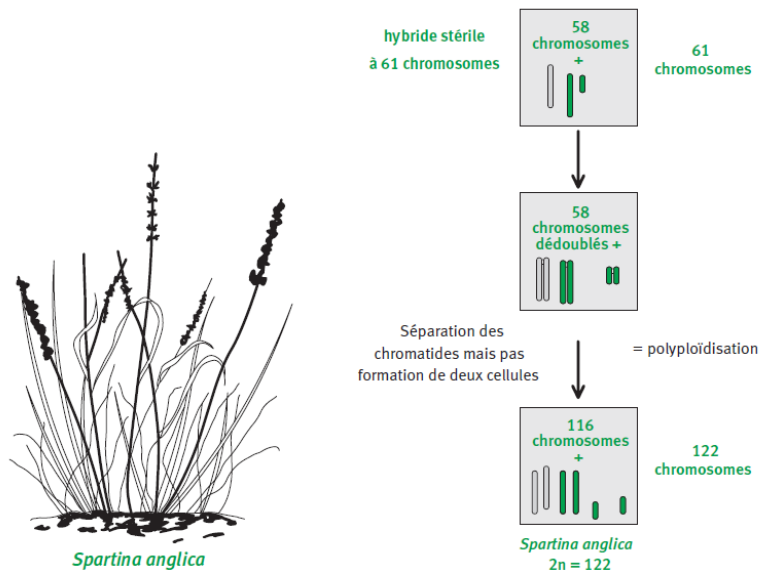 hybride stérile
à 61 chromosomes
58
chromosomes
+
61
chromosomes
58
chromosomes
dédoublés +
Séparation des
chromatides mais pas
formation de deux cellules
= polyploïdisation
116
chromosomes
+
122
chromosomes
Spartina anglica
Spartina anglica
2n = 122